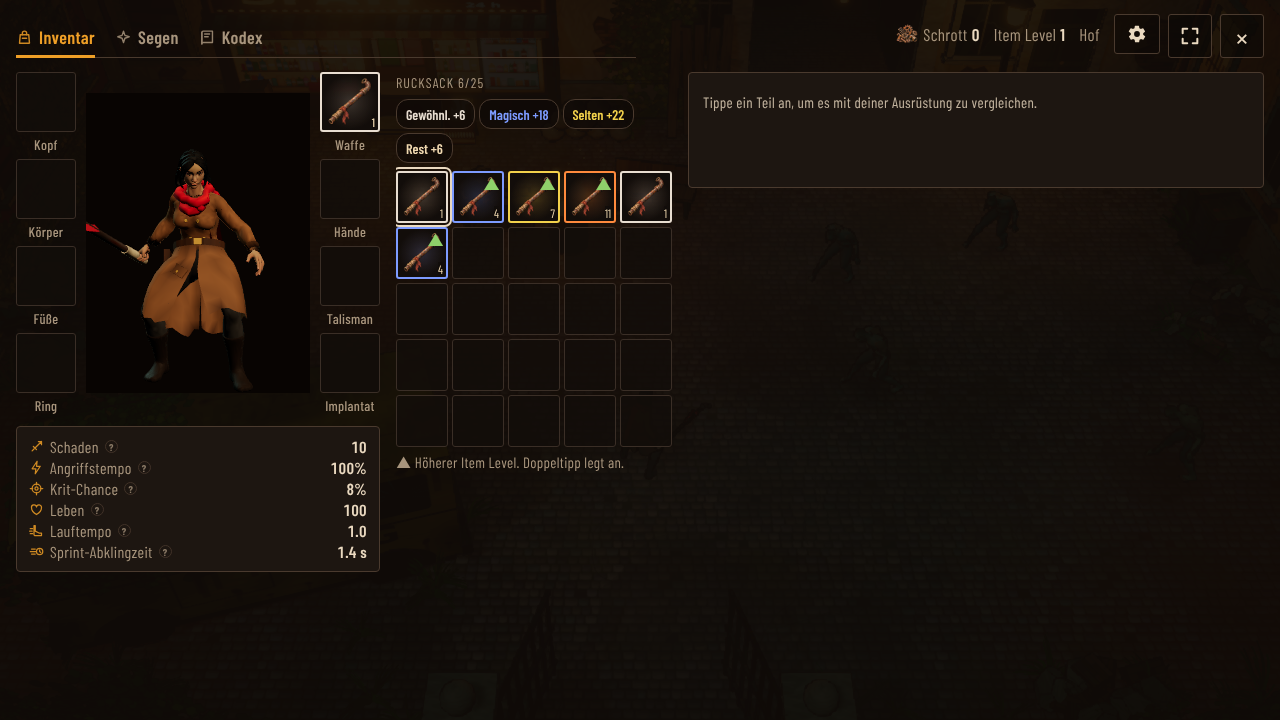 Inventar Segen Kodex
Schrott 0 Item Level 1 Hof
Kopf
Körper
Füße
Ring
1
Waffe
Hände
Talisman
Implantat
Schaden ? 10
Angriffstempo ? 100%
Krit-Chance ? 8%
Leben ? 100
Lauftempo ? 1.0
Sprint-Abklingzeit ? 1.4 s
RUCKSACK 6/25
Gewöhnl. +6 Magisch +18 Selten +22
Rest +6
1 4 7 11 1
4
Höherer Item Level. Doppeltipp legt an.
Tippe ein Teil an, um es mit deiner Ausrüstung zu vergleichen.